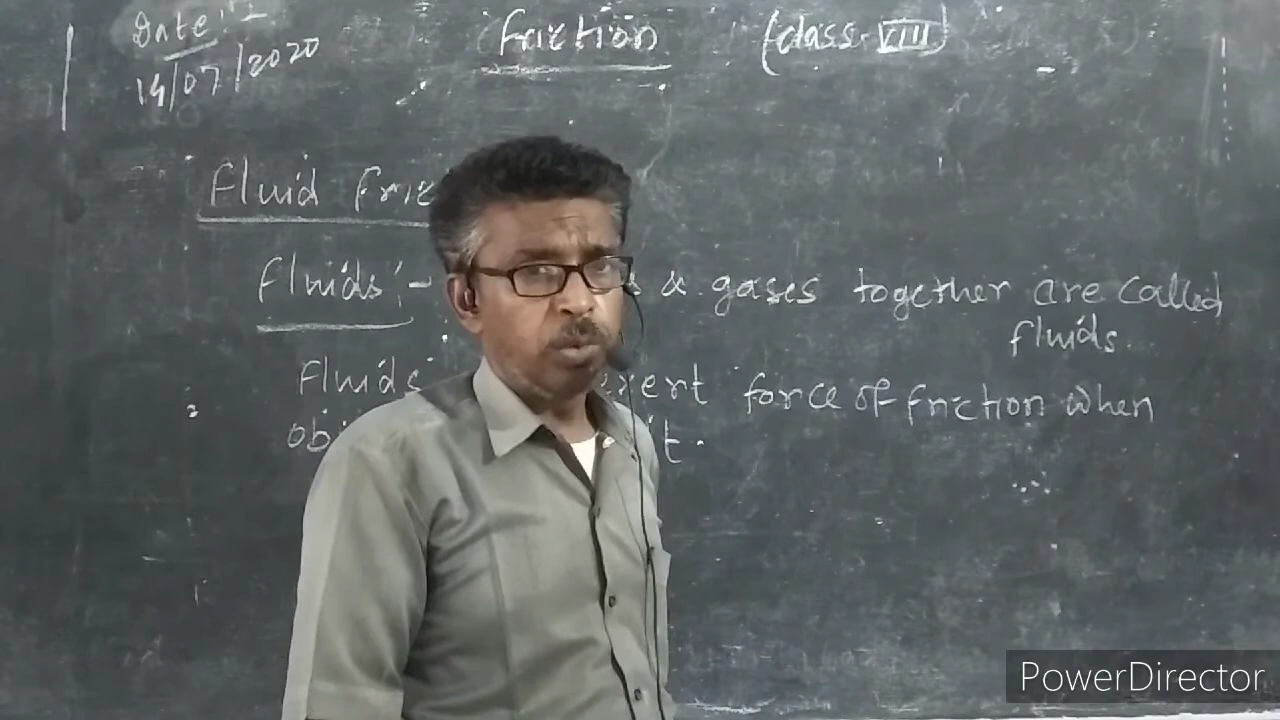 Date:
14/07/2020
Friction
(class-VIII)
Fluid
Fluids:- & gases together are called
fluids.
Fluids exert force of friction when
it.
PowerDirector